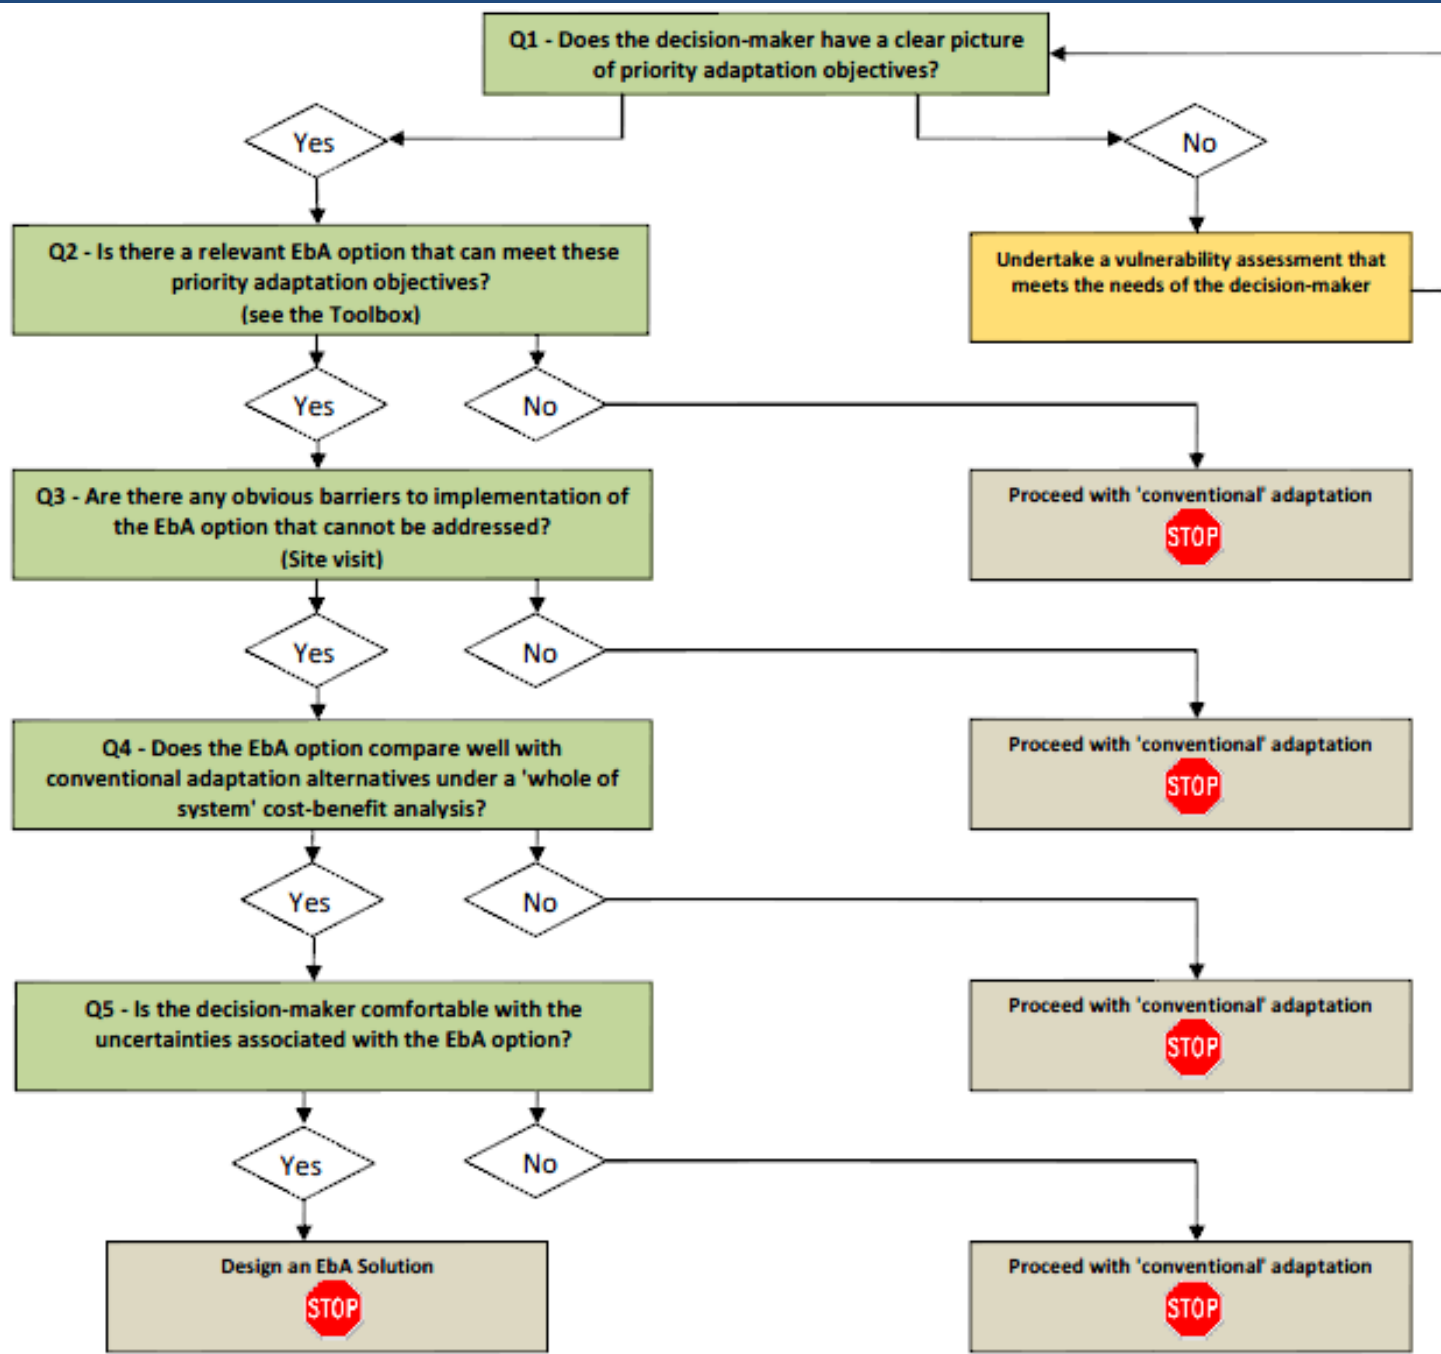 Q1 - Does the decision-maker have a clear picture
of priority adaptation objectives?
Yes
No
Q2 - Is there a relevant EbA option that can meet these
priority adaptation objectives?
(see the Toolbox)
Undertake a vulnerability assessment that
meets the needs of the decision-maker
Yes
No
Q3 - Are there any obvious barriers to implementation of
the EbA option that cannot be addressed?
(Site visit)
Proceed with 'conventional' adaptation
STOP
Yes
No
Q4 - Does the EbA option compare well with
conventional adaptation alternatives under a 'whole of
system' cost-benefit analysis?
Proceed with 'conventional' adaptation
STOP
Yes
No
Q5 - Is the decision-maker comfortable with the
uncertainties associated with the EbA option?
Proceed with 'conventional' adaptation
STOP
Yes
No
Design an EbA Solution
STOP
Proceed with 'conventional' adaptation
STOP